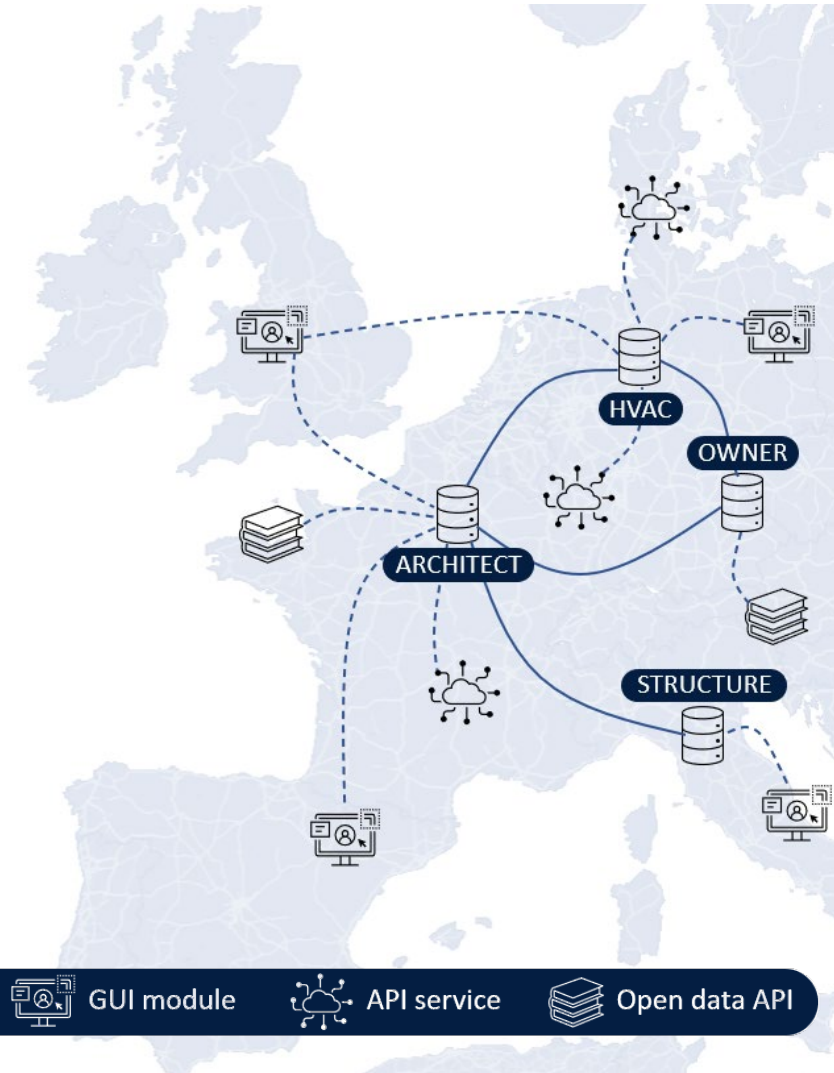 HVAC
OWNER
ARCHITECT
STRUCTURE
GUI module
API service
Open data API